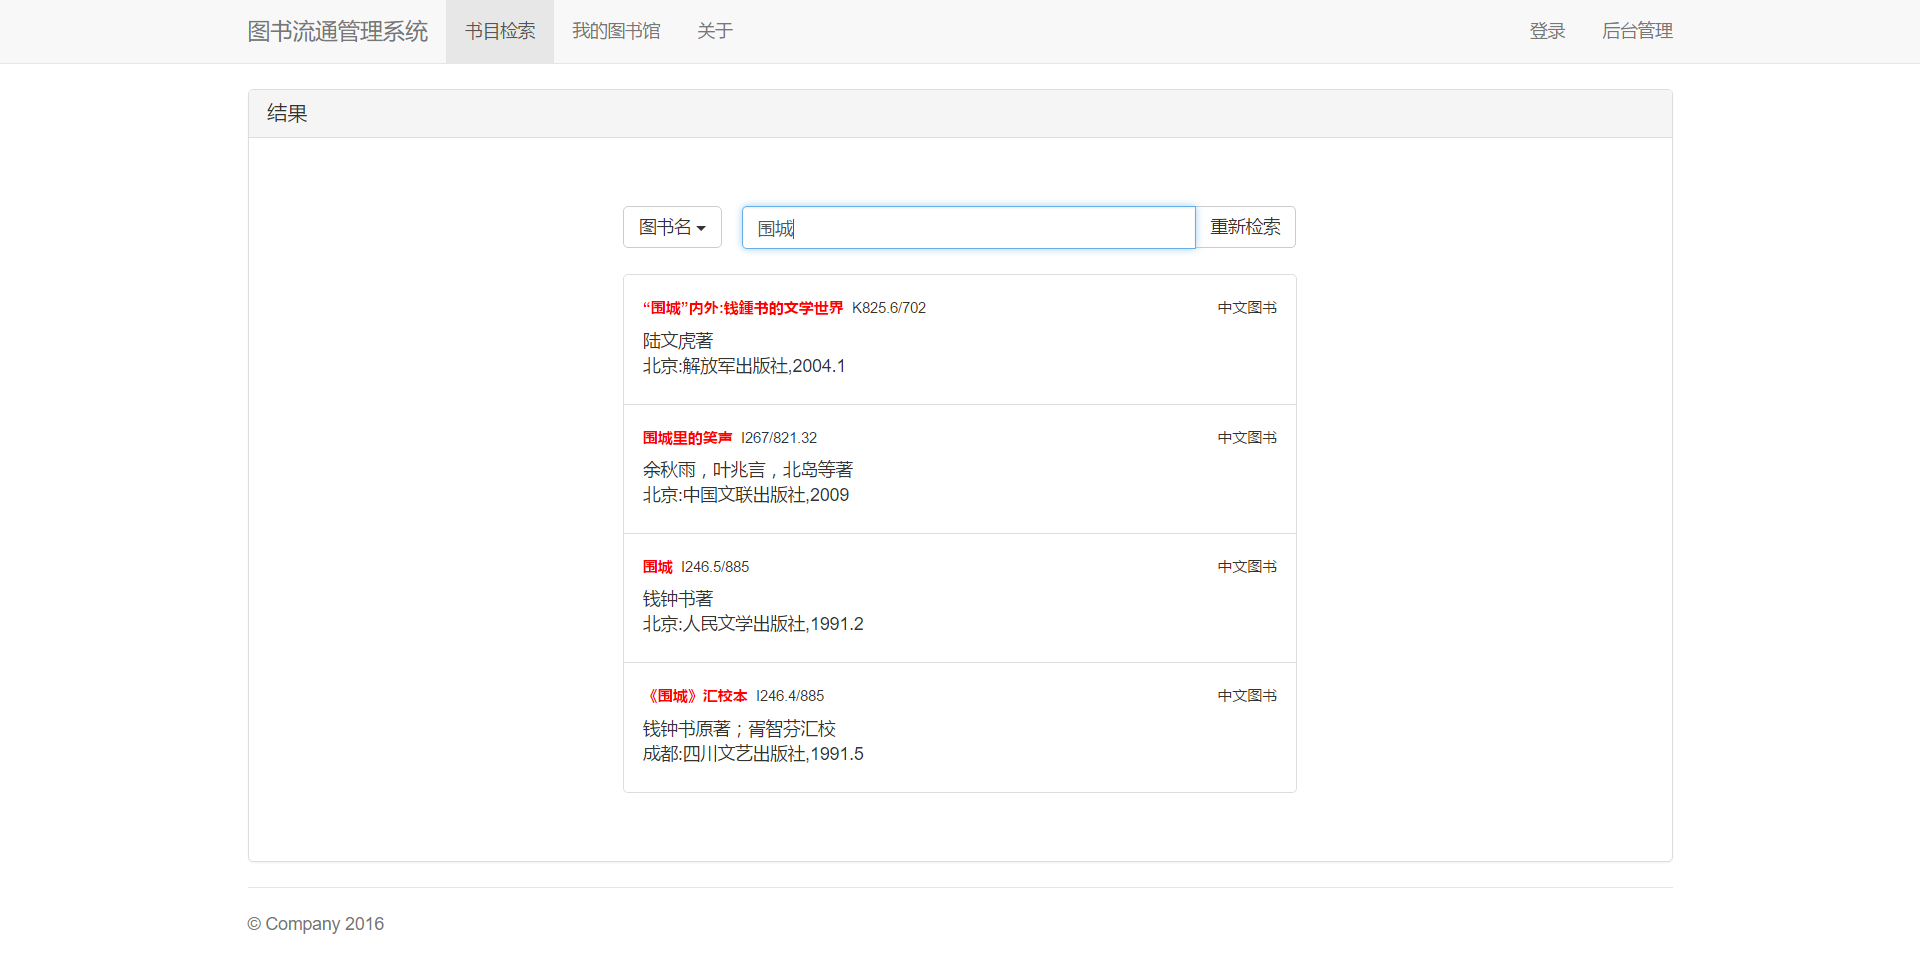 图书流通管理系统 书目检索 我的图书馆 关于 登录 后台管理
结果
图书名 围城 重新检索
“围城”内外:钱鍾书的文学世界 K825.6/702 中文图书
陆文虎著
北京:解放军出版社,2004.1
围城里的笑声 I267/821.32 中文图书
余秋雨，叶兆言，北岛等著
北京:中国文联出版社,2009
围城 I246.5/885 中文图书
钱钟书著
北京:人民文学出版社,1991.2
《围城》汇校本 I246.4/885 中文图书
钱钟书原著；胥智芬汇校
成都:四川文艺出版社,1991.5
© Company 2016